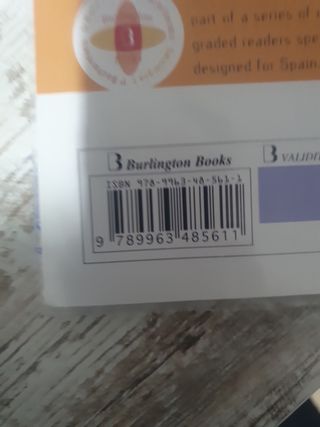 part of a series of
graded readers spe
designed for Spain.
B Burlington Books
ISBN 978-9963-48-561-1
9 789963 485611
B VALIDI